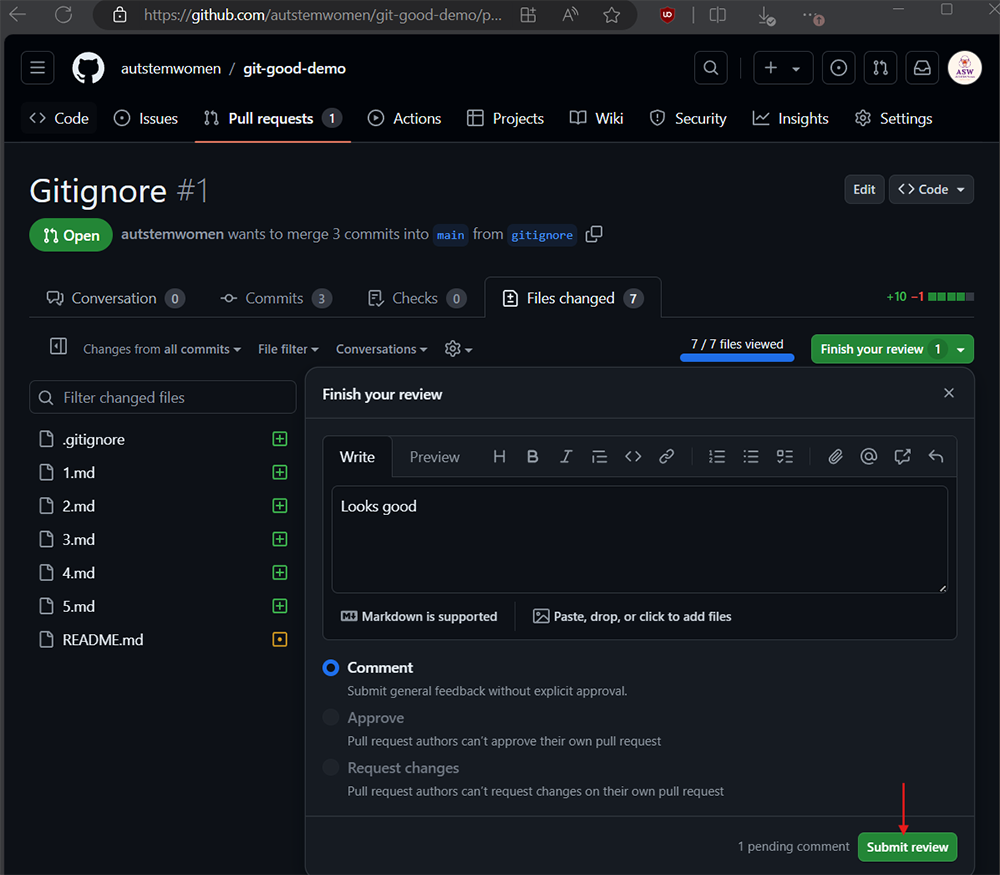 https://github.com/autstemwomen/git-good-demo/p...
autstemwomen / git-good-demo
ASW
Code Issues Pull requests 1 Actions Projects Wiki Security Insights Settings
Gitignore #1
Edit <> Code
Open autstemwomen wants to merge 3 commits into main from gitignore
Conversation 0 Commits 3 Checks 0 Files changed 7
+10 −1
Changes from all commits File filter Conversations 7 / 7 files viewed Finish your review 1
Filter changed files
.gitignore
1.md
2.md
3.md
4.md
5.md
README.md
Finish your review
Write Preview H B I
Looks good
Markdown is supported Paste, drop, or click to add files
Comment
Submit general feedback without explicit approval.
Approve
Pull request authors can't approve their own pull request
Request changes
Pull request authors can't request changes on their own pull request
1 pending comment Submit review